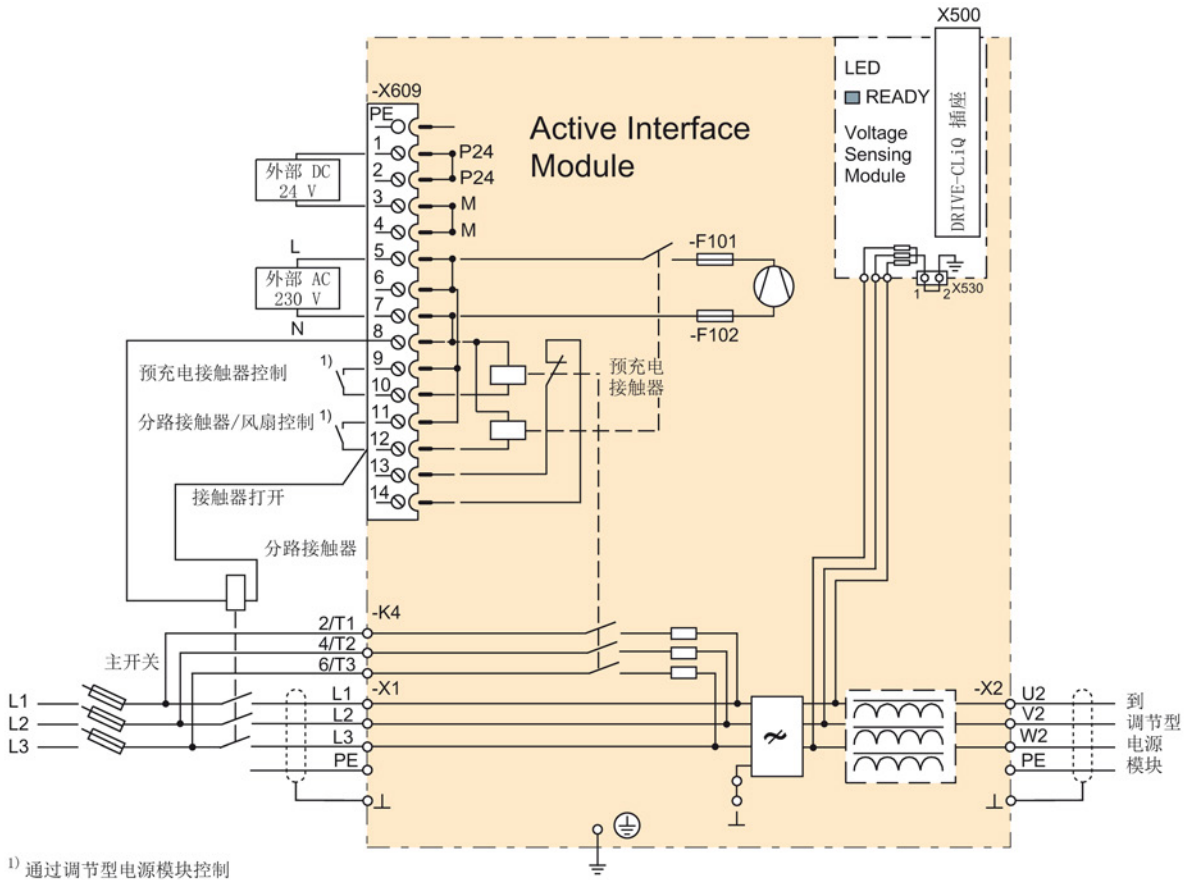 X500
LED
READY
Voltage
Sensing
Module
DRIVE-CLiQ 插座
1 2 X530
Active Interface
Module
-X609
PE
1
2
3
4
5
6
7
8
9
10
11
12
13
14
P24
P24
M
M
外部 DC
24 V
L
外部 AC
230 V
N
-F101
-F102
预充电接触器控制
1)
分路接触器/风扇控制
1)
预充电
接触器
接触器打开
分路接触器
-K4
2/T1
4/T2
6/T3
主开关
-X1
L1
L2
L3
L1
L2
L3
PE
-X2
U2
V2
W2
PE
到
调节型
电源
模块
1) 通过调节型电源模块控制